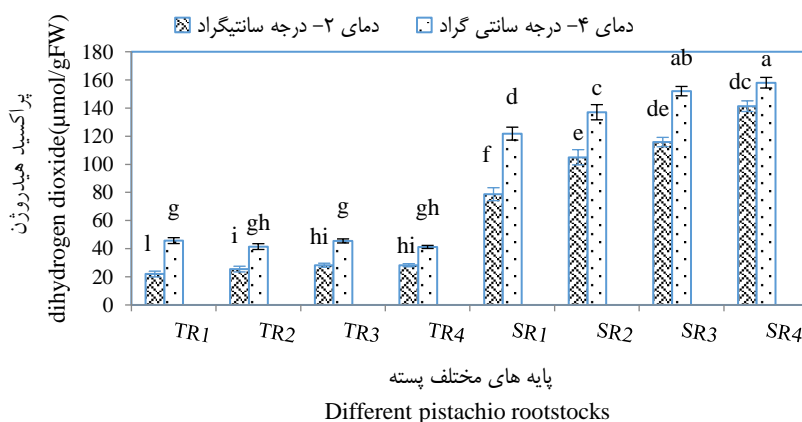 دمای ۲- درجه سانتیگراد دمای ۴- درجه سانتی گراد
پراکسید هیدروژن
dihydrogen dioxide(µmol/gFW)
180
160
140
120
100
80
60
40
20
0
l g i gh hi g hi gh f d e c de ab dc a
TR1 TR2 TR3 TR4 SR1 SR2 SR3 SR4
پایه های مختلف پسته
Different pistachio rootstocks